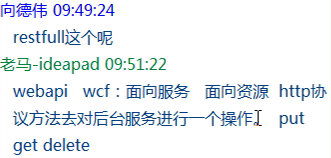 向德伟 09:49:24
restfull这个呢
老马-ideapad 09:51:22
webapi wcf：面向服务 面向资源 http协
议方法去对后台服务进行一个操作。 put
get delete